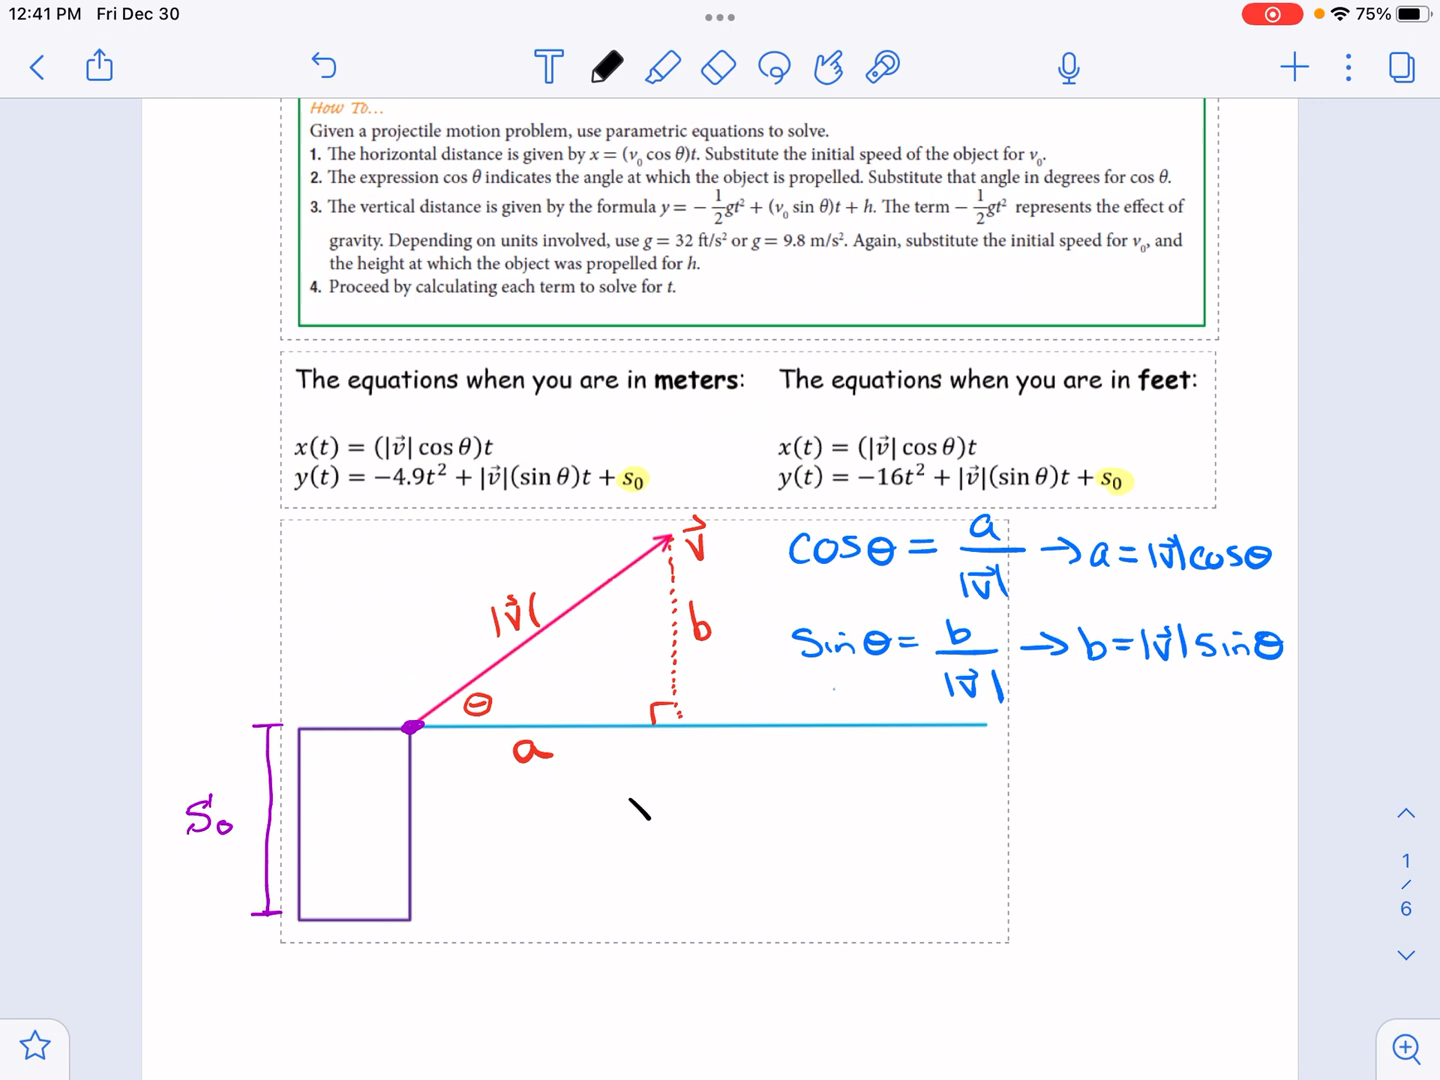 12:41 PM Fri Dec 30
75%
How To...
Given a projectile motion problem, use parametric equations to solve.
1. The horizontal distance is given by x = (v₀ cos θ)t. Substitute the initial speed of the object for v₀.
2. The expression cos θ indicates the angle at which the object is propelled. Substitute that angle in degrees for cos θ.
3. The vertical distance is given by the formula y = − 1/2 gt² + (v₀ sin θ)t + h. The term − 1/2 gt² represents the effect of
gravity. Depending on units involved, use g = 32 ft/s² or g = 9.8 m/s². Again, substitute the initial speed for v₀, and
the height at which the object was propelled for h.
4. Proceed by calculating each term to solve for t.
The equations when you are in meters:
x(t) = (|v⃗| cos θ)t
y(t) = −4.9t² + |v⃗|(sin θ)t + s₀
The equations when you are in feet:
x(t) = (|v⃗| cos θ)t
y(t) = −16t² + |v⃗|(sin θ)t + s₀
v⃗
|v⃗|
b
θ
a
S₀
cosθ = a/|v⃗| → a = |v⃗|cosθ
sinθ = b/|v⃗| → b = |v⃗|sinθ
1
/
6